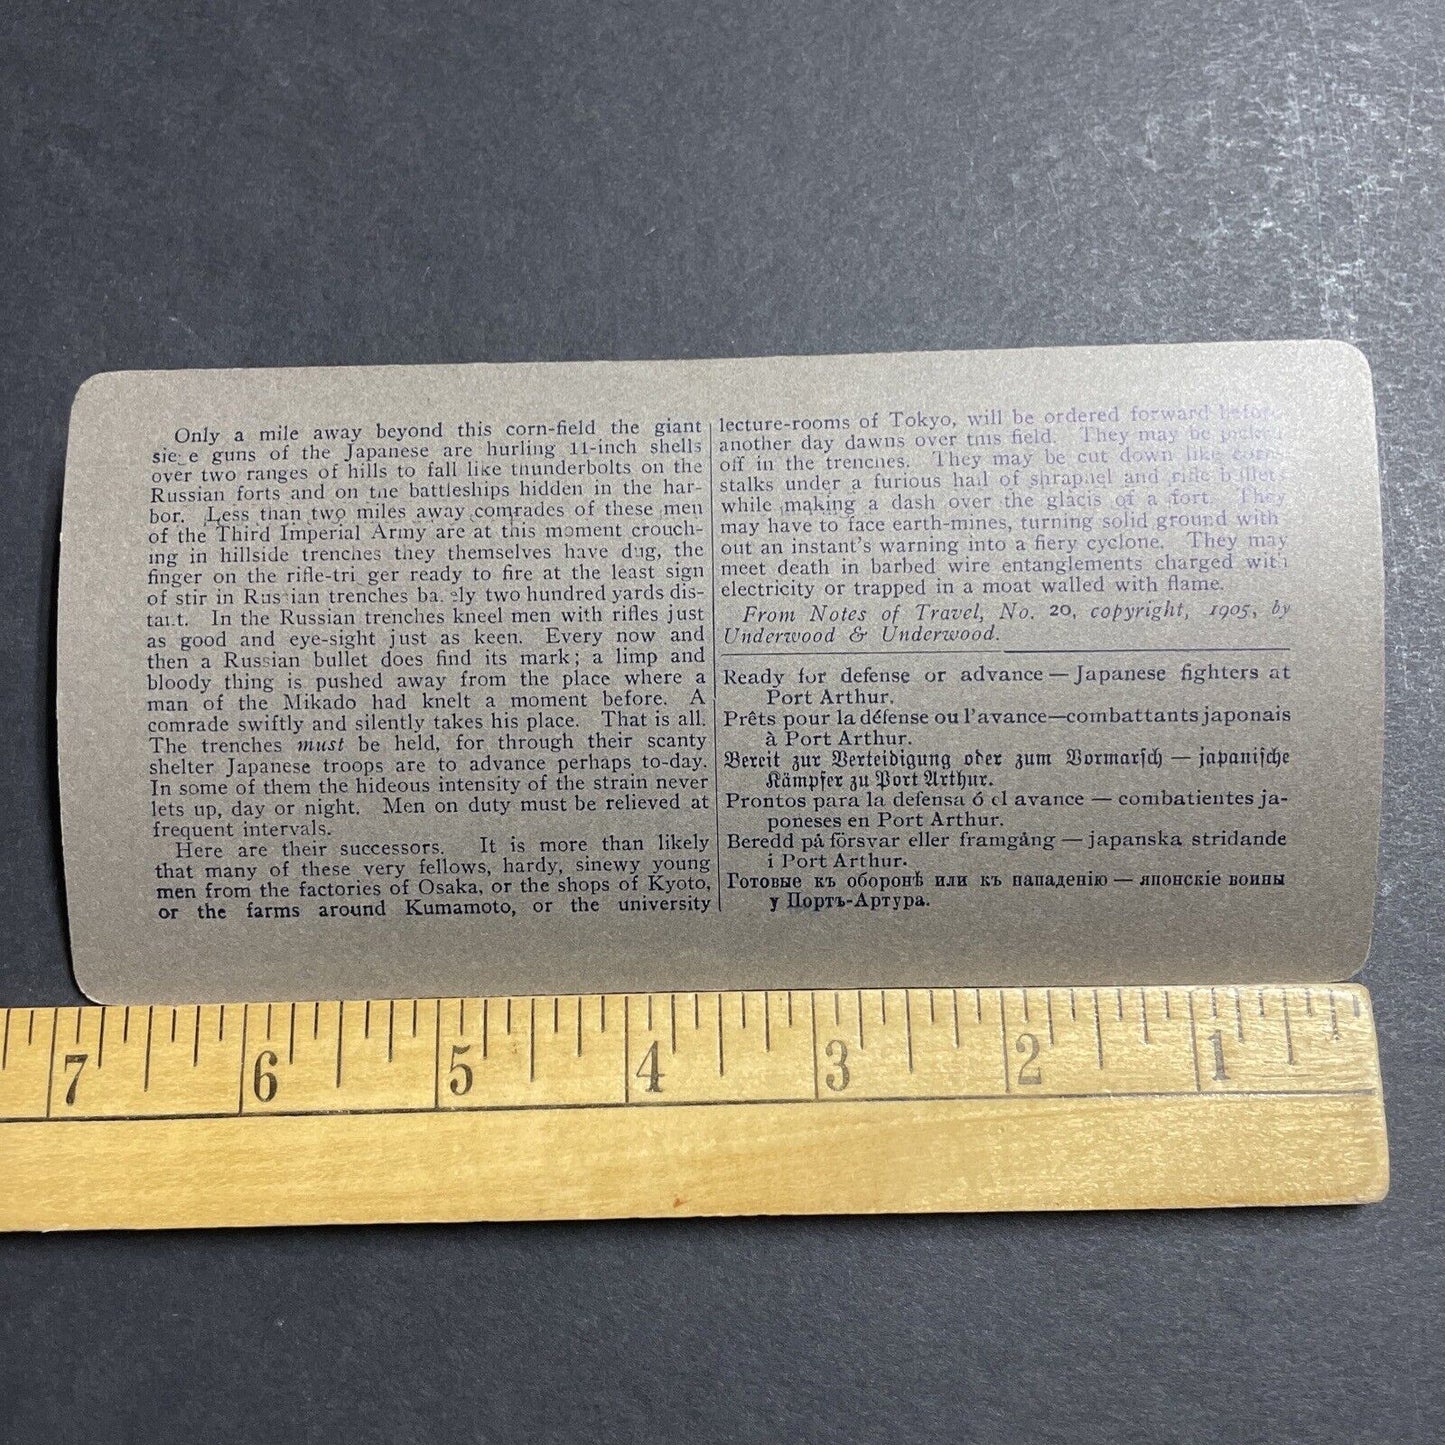 Only a mile away beyond this corn-field the giant
sie e guns of the Japanese are hurling 11-inch shells
over two ranges of hills to fall like thunderbolts on the
Russian forts and on the battleships hidden in the har-
bor. Less than two miles away comrades of these men
of the Third Imperial Army are at this moment crouch-
ing in hillside trenches they themselves have dug, the
finger on the rifle-tri ger ready to fire at the least sign
of stir in Russian trenches ba ely two hundred yards dis-
tant. In the Russian trenches kneel men with rifles just
as good and eye-sight just as keen. Every now and
then a Russian bullet does find its mark; a limp and
bloody thing is pushed away from the place where a
man of the Mikado had knelt a moment before. A
comrade swiftly and silently takes his place. That is all.
The trenches must be held, for through their scanty
shelter Japanese troops are to advance perhaps to-day.
In some of them the hideous intensity of the strain never
lets up, day or night. Men on duty must be relieved at
frequent intervals.
Here are their successors. It is more than likely
that many of these very fellows, hardy, sinewy young
men from the factories of Osaka, or the shops of Kyoto,
or the farms around Kumamoto, or the university
lecture-rooms of Tokyo, will be ordered forward before
another day dawns over this field. They may be picked
off in the trenches. They may be cut down like corn-
stalks under a furious hail of shrapnel and rifle bullets
while making a dash over the glacis of a fort. They
may have to face earth-mines, turning solid ground with
out an instant's warning into a fiery cyclone. They may
meet death in barbed wire entanglements charged with
electricity or trapped in a moat walled with flame.
From Notes of Travel, No. 20, copyright, 1905, by
Underwood & Underwood.
Ready for defense or advance — Japanese fighters at
Port Arthur.
Prêts pour la défense ou l'avance—combattants japonais
à Port Arthur.
Bereit zur Verteidigung oder zum Vormarsch — japanische
Kämpfer zu Port Arthur.
Prontos para la defensa ó el avance — combatientes ja-
poneses en Port Arthur.
Beredd på försvar eller framgång — japanska stridande
i Port Arthur.
Готовые къ оборонѣ или къ нападенію — японскіе воины
у Портъ-Артура.
7 6 5 4 3 2 1